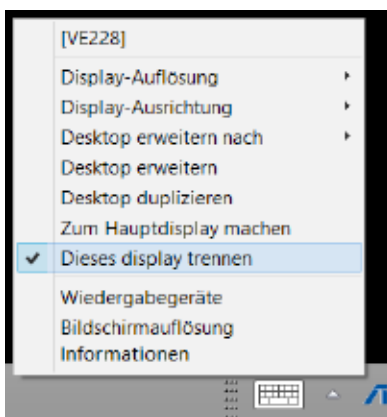 [VE228]
Display-Auflösung
Display-Ausrichtung
Desktop erweitern nach
Desktop erweitern
Desktop duplizieren
Zum Hauptdisplay machen
Dieses display trennen
Wiedergabegeräte
Bildschirmauflösung
Informationen